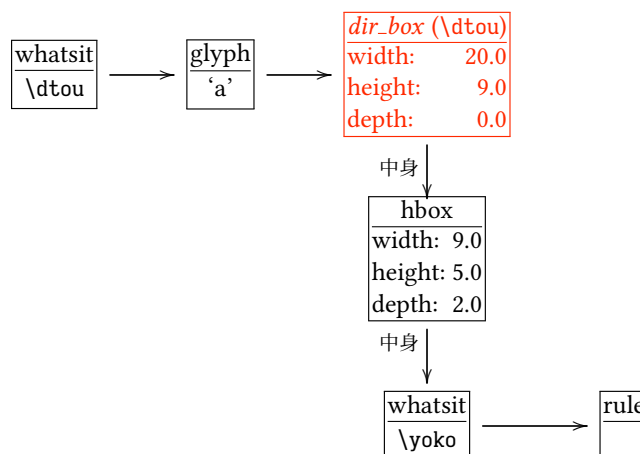 whatsit
\dtou
glyph
‘a’
dir_box (\dtou)
width: 20.0
height: 9.0
depth: 0.0
中身
hbox
width: 9.0
height: 5.0
depth: 2.0
中身
whatsit
\yoko
rule